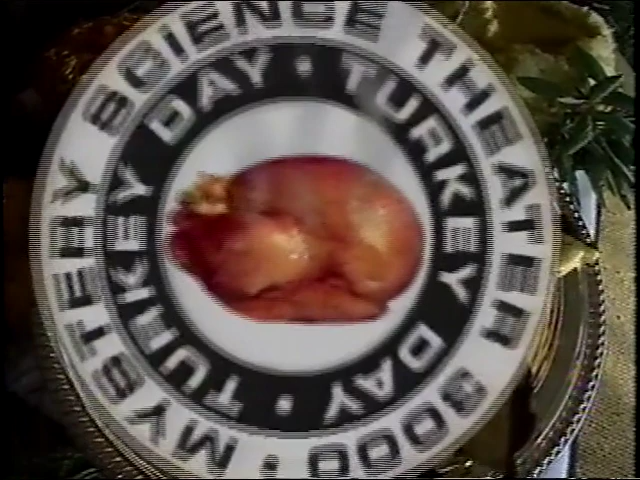 MYSTERY SCIENCE THEATER 3000 :
TURKEY DAY • TURKEY DAY •